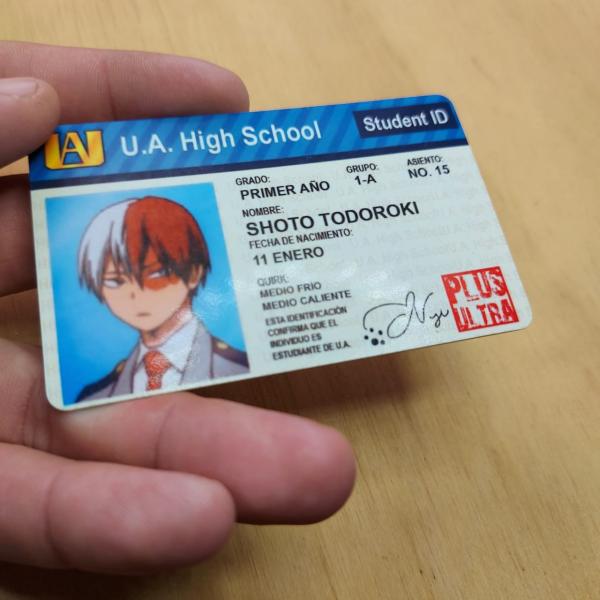 UA U.A. High School Student ID
GRADO: GRUPO: ASIENTO:
PRIMER AÑO 1-A NO. 15
NOMBRE:
SHOTO TODOROKI
FECHA DE NACIMIENTO:
11 ENERO
QUIRK:
MEDIO FRIO
MEDIO CALIENTE
ESTA IDENTIFICACIÓN
CONFIRMA QUE EL
INDIVIDUO ES
ESTUDIANTE DE U.A.
PLUS
ULTRA